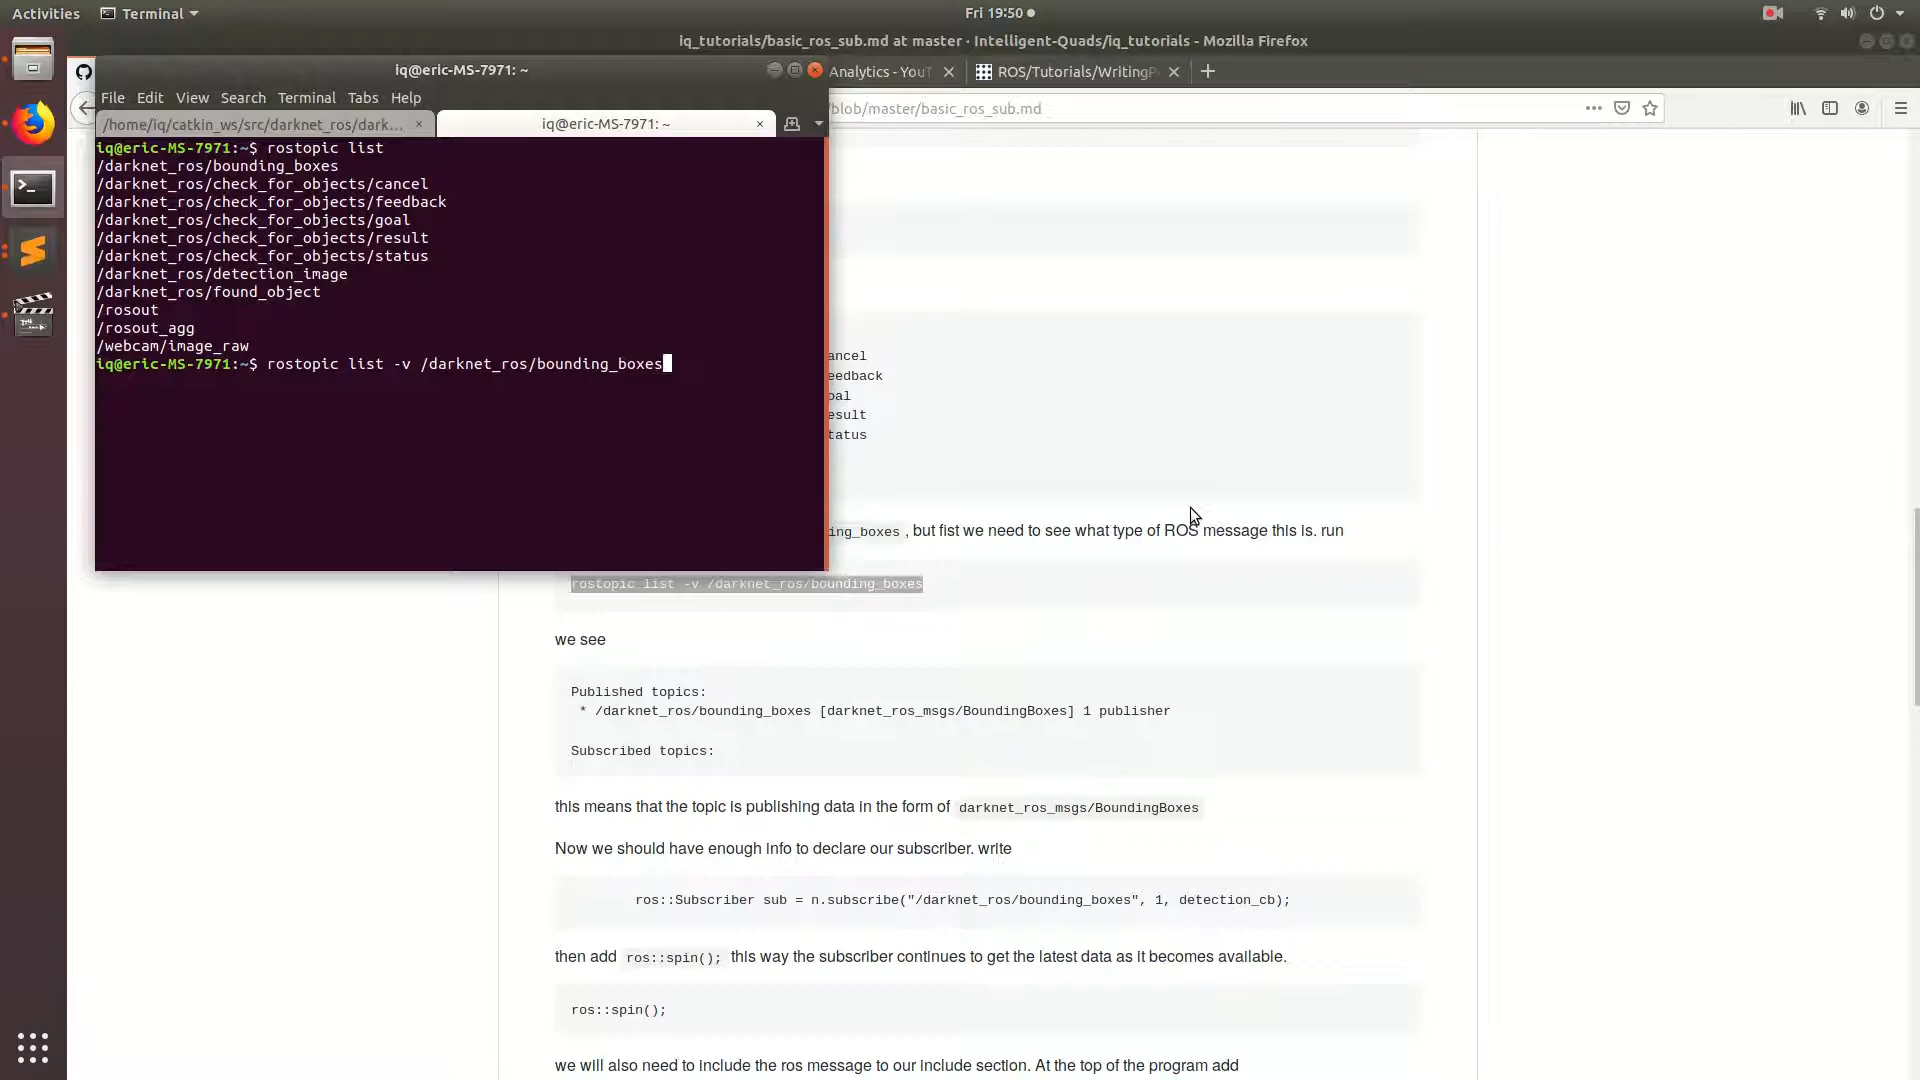 Activities
Terminal
Fri 19:50
iq_tutorials/basic_ros_sub.md at master · Intelligent-Quads/iq_tutorials - Mozilla Firefox
iq@eric-MS-7971: ~
Analytics - YouT
ROS/Tutorials/WritingP
File Edit View Search Terminal Tabs Help
/blob/master/basic_ros_sub.md
/home/iq/catkin_ws/src/darknet_ros/dark...
iq@eric-MS-7971: ~
iq@eric-MS-7971:~$ rostopic list
/darknet_ros/bounding_boxes
/darknet_ros/check_for_objects/cancel
/darknet_ros/check_for_objects/feedback
/darknet_ros/check_for_objects/goal
/darknet_ros/check_for_objects/result
/darknet_ros/check_for_objects/status
/darknet_ros/detection_image
/darknet_ros/found_object
/rosout
/rosout_agg
/webcam/image_raw
iq@eric-MS-7971:~$ rostopic list -v /darknet_ros/bounding_boxes
ancel
eedback
oal
esult
tatus
ing_boxes , but fist we need to see what type of ROS message this is. run
rostopic list -v /darknet_ros/bounding_boxes
we see
Published topics:
* /darknet_ros/bounding_boxes [darknet_ros_msgs/BoundingBoxes] 1 publisher
Subscribed topics:
this means that the topic is publishing data in the form of darknet_ros_msgs/BoundingBoxes
Now we should have enough info to declare our subscriber. write
ros::Subscriber sub = n.subscribe("/darknet_ros/bounding_boxes", 1, detection_cb);
then add ros::spin(); this way the subscriber continues to get the latest data as it becomes available.
ros::spin();
we will also need to include the ros message to our include section. At the top of the program add